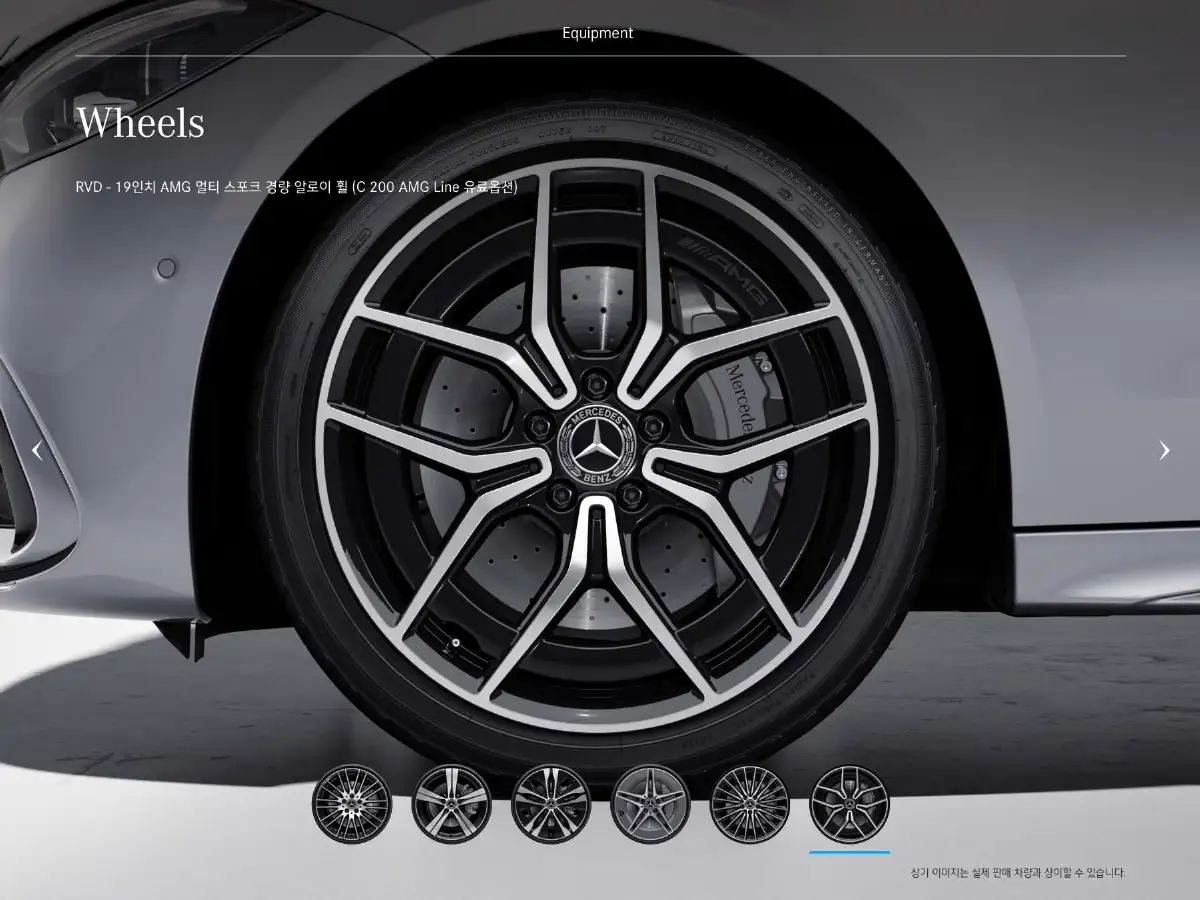 Equipment
Wheels
RVD - 19인치 AMG 멀티 스포크 경량 알로이 휠 (C 200 AMG Line 유료옵션)
AMG
Mercedes
MERCEDES
BENZ
상기 이미지는 실제 판매 차량과 상이할 수 있습니다.